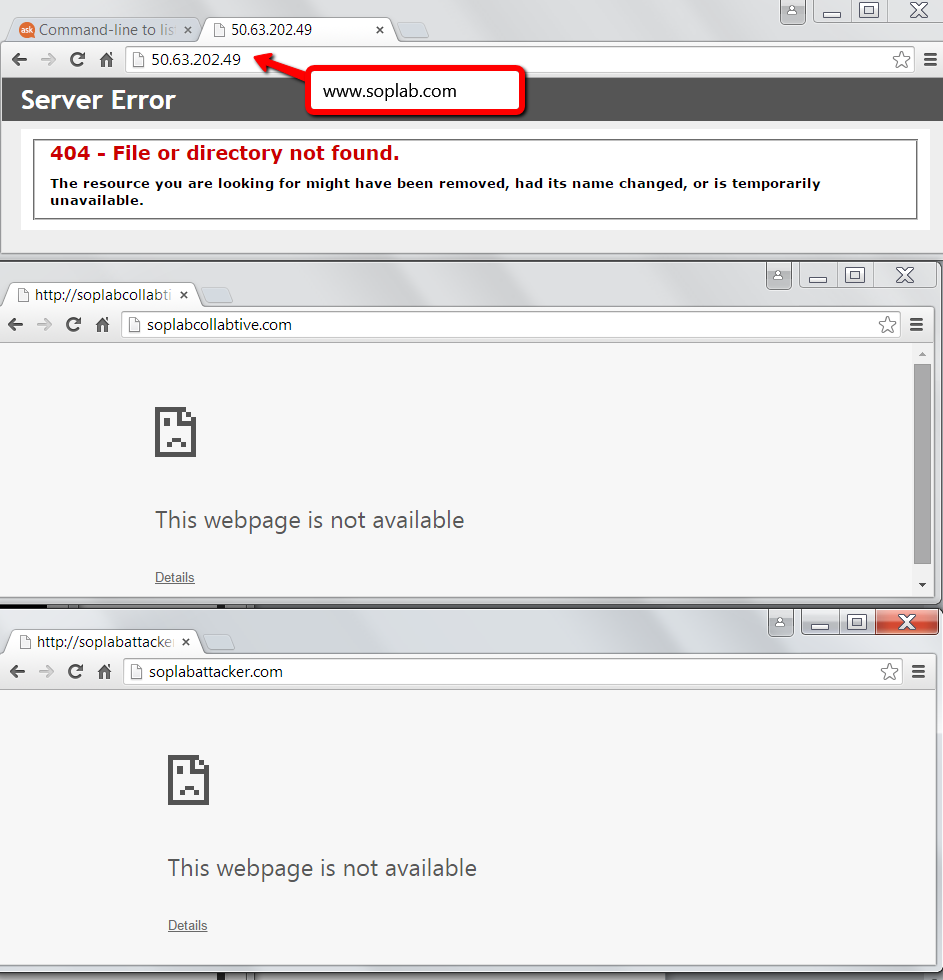 ask Command-line to lis
50.63.202.49
50.63.202.49
www.soplab.com
Server Error
404 - File or directory not found.
The resource you are looking for might have been removed, had its name changed, or is temporarily
unavailable.
http://soplabcollabti
soplabcollabtive.com
This webpage is not available
Details
http://soplabattacke
soplabattacker.com
This webpage is not available
Details